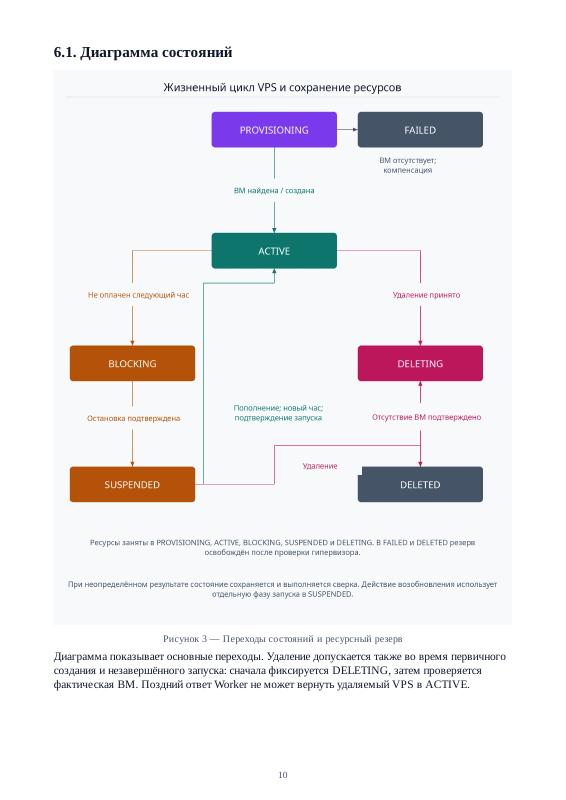 6.1. Диаграмма состояний
Жизненный цикл VPS и сохранение ресурсов
PROVISIONING
FAILED
ВМ отсутствует;
компенсация
ВМ найдена / создана
ACTIVE
Не оплачен следующий час
Удаление принято
BLOCKING
DELETING
Пополнение; новый час;
подтверждение запуска
Остановка подтверждена
Отсутствие ВМ подтверждено
Удаление
SUSPENDED
DELETED
Ресурсы заняты в PROVISIONING, ACTIVE, BLOCKING, SUSPENDED и DELETING. В FAILED и DELETED резерв
освобождён после проверки гипервизора.
При неопределённом результате состояние сохраняется и выполняется сверка. Действие возобновления использует
отдельную фазу запуска в SUSPENDED.
Рисунок 3 — Переходы состояний и ресурсный резерв
Диаграмма показывает основные переходы. Удаление допускается также во время первичного
создания и незавершённого запуска: сначала фиксируется DELETING, затем проверяется
фактическая ВМ. Поздний ответ Worker не может вернуть удаляемый VPS в ACTIVE.
10